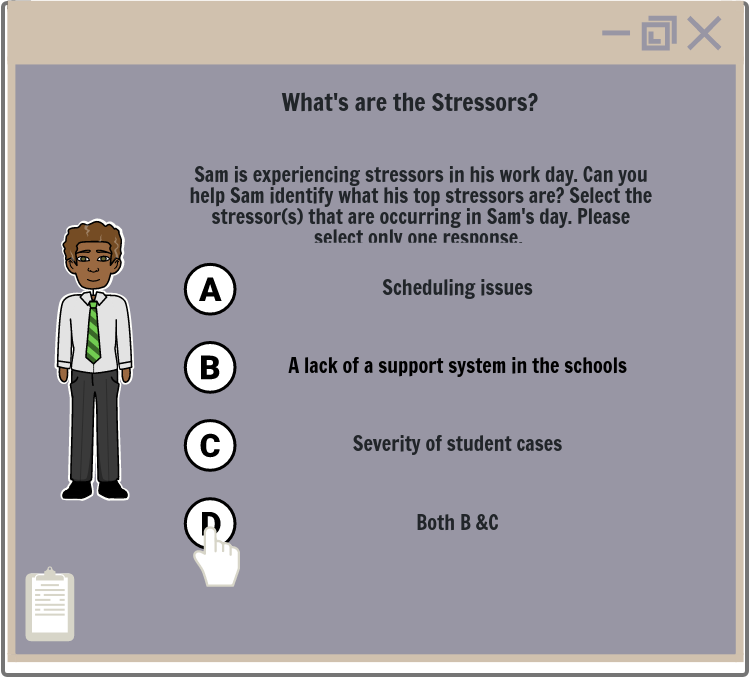 What's are the Stressors?
Sam is experiencing stressors in his work day. Can you
help Sam identify what his top stressors are? Select the
stressor(s) that are occurring in Sam's day. Please
select only one response.
A Scheduling issues
B A lack of a support system in the schools
C Severity of student cases
D Both B &C